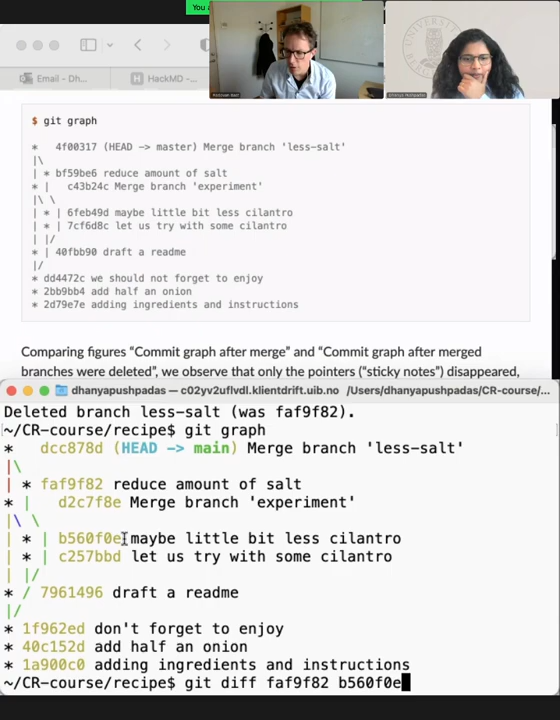 You a
Email - Dh...
HackMD -
UNIVERSIT
$ git graph
*   4f00317 (HEAD -> master) Merge branch 'less-salt'
|\
| * bf59be6 reduce amount of salt
* |   c43b24c Merge branch 'experiment'
|\ \
| * | 6feb49d maybe little bit less cilantro
| * | 7cf6d8c let us try with some cilantro
| |/
* | 40fbb90 draft a readme
|/
* dd4472c we should not forget to enjoy
* 2bb9bb4 add half an onion
* 2d79e7e adding ingredients and instructions
Comparing figures “Commit graph after merge” and “Commit graph after merged
branches were deleted”, we observe that only the pointers (“sticky notes”) disappeared,
dhanyapushpadas — c02yv2uflvdl.klientdrift.uib.no /Users/dhanyapushpadas/CR-course/...
Deleted branch less-salt (was faf9f82).
~/CR-course/recipe$ git graph
*   dcc878d (HEAD -> main) Merge branch 'less-salt'
|\
| * faf9f82 reduce amount of salt
* |   d2c7f8e Merge branch 'experiment'
|\ \
| * | b560f0e maybe little bit less cilantro
| * | c257bbd let us try with some cilantro
| |/
* / 7961496 draft a readme
|/
* 1f962ed don't forget to enjoy
* 40c152d add half an onion
* 1a900c0 adding ingredients and instructions
~/CR-course/recipe$ git diff faf9f82 b560f0e